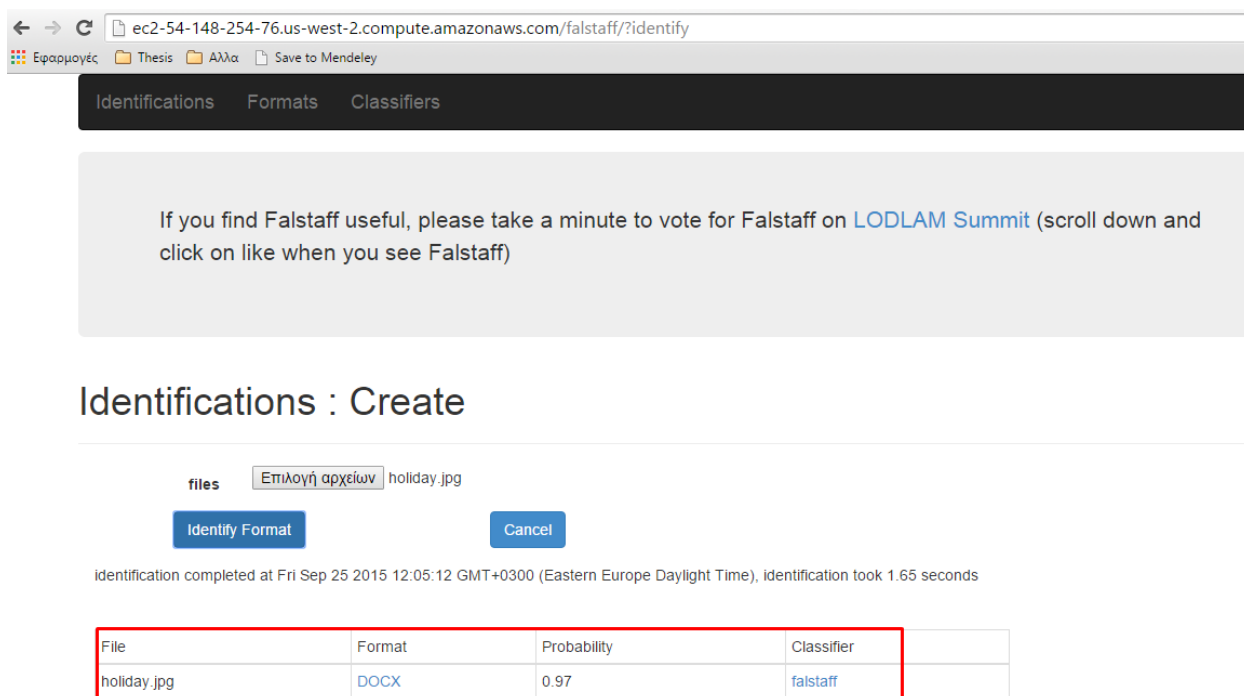 ec2-54-148-254-76.us-west-2.compute.amazonaws.com/falstaff/?identify
Εφαρμογές Thesis Αλλα Save to Mendeley
Identifications Formats Classifiers
If you find Falstaff useful, please take a minute to vote for Falstaff on LODLAM Summit (scroll down and
click on like when you see Falstaff)
Identifications : Create
files Επιλογή αρχείων holiday.jpg
Identify Format Cancel
identification completed at Fri Sep 25 2015 12:05:12 GMT+0300 (Eastern Europe Daylight Time), identification took 1.65 seconds
File Format Probability Classifier
holiday.jpg DOCX 0.97 falstaff